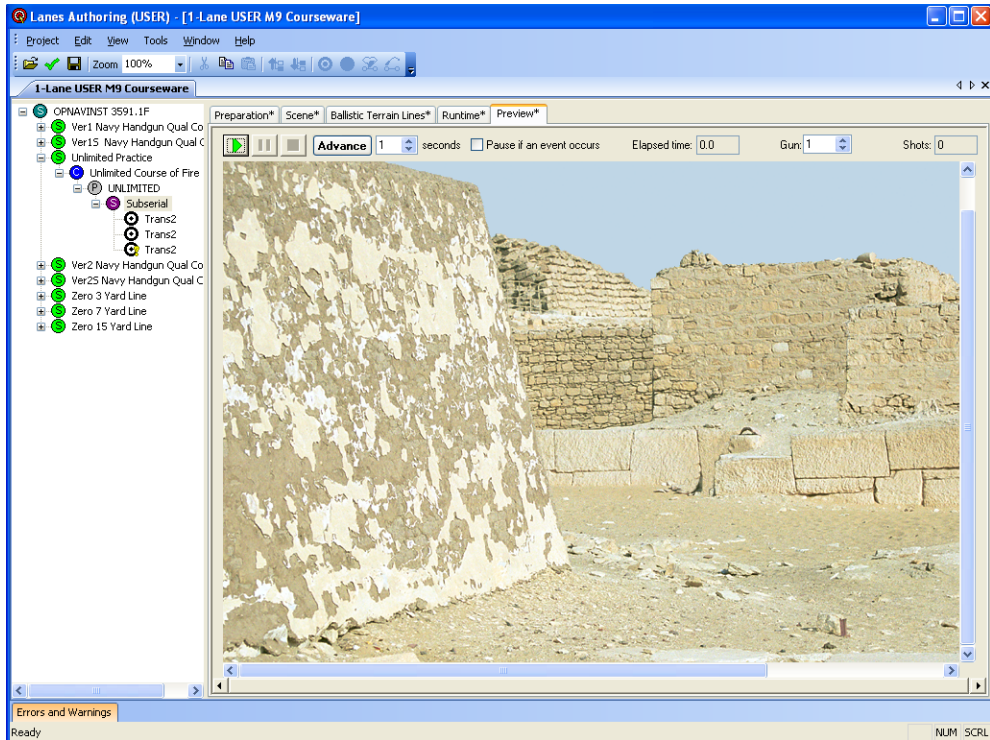 Lanes Authoring (USER) - [1-Lane USER M9 Courseware]
Project Edit View Tools Window Help
Zoom 100%
1-Lane USER M9 Courseware
OPNAVINST 3591.1F
Ver1 Navy Handgun Qual Co
Ver1S Navy Handgun Qual C
Unlimited Practice
Unlimited Course of Fire
UNLIMITED
Subserial
Trans2
Trans2
Trans2
Ver2 Navy Handgun Qual Co
Ver2S Navy Handgun Qual C
Zero 3 Yard Line
Zero 7 Yard Line
Zero 15 Yard Line
Preparation* Scene* Ballistic Terrain Lines* Runtime* Preview*
Advance 1 seconds Pause if an event occurs Elapsed time: 0.0 Gun: 1 Shots: 0
Errors and Warnings
Ready NUM SCRL